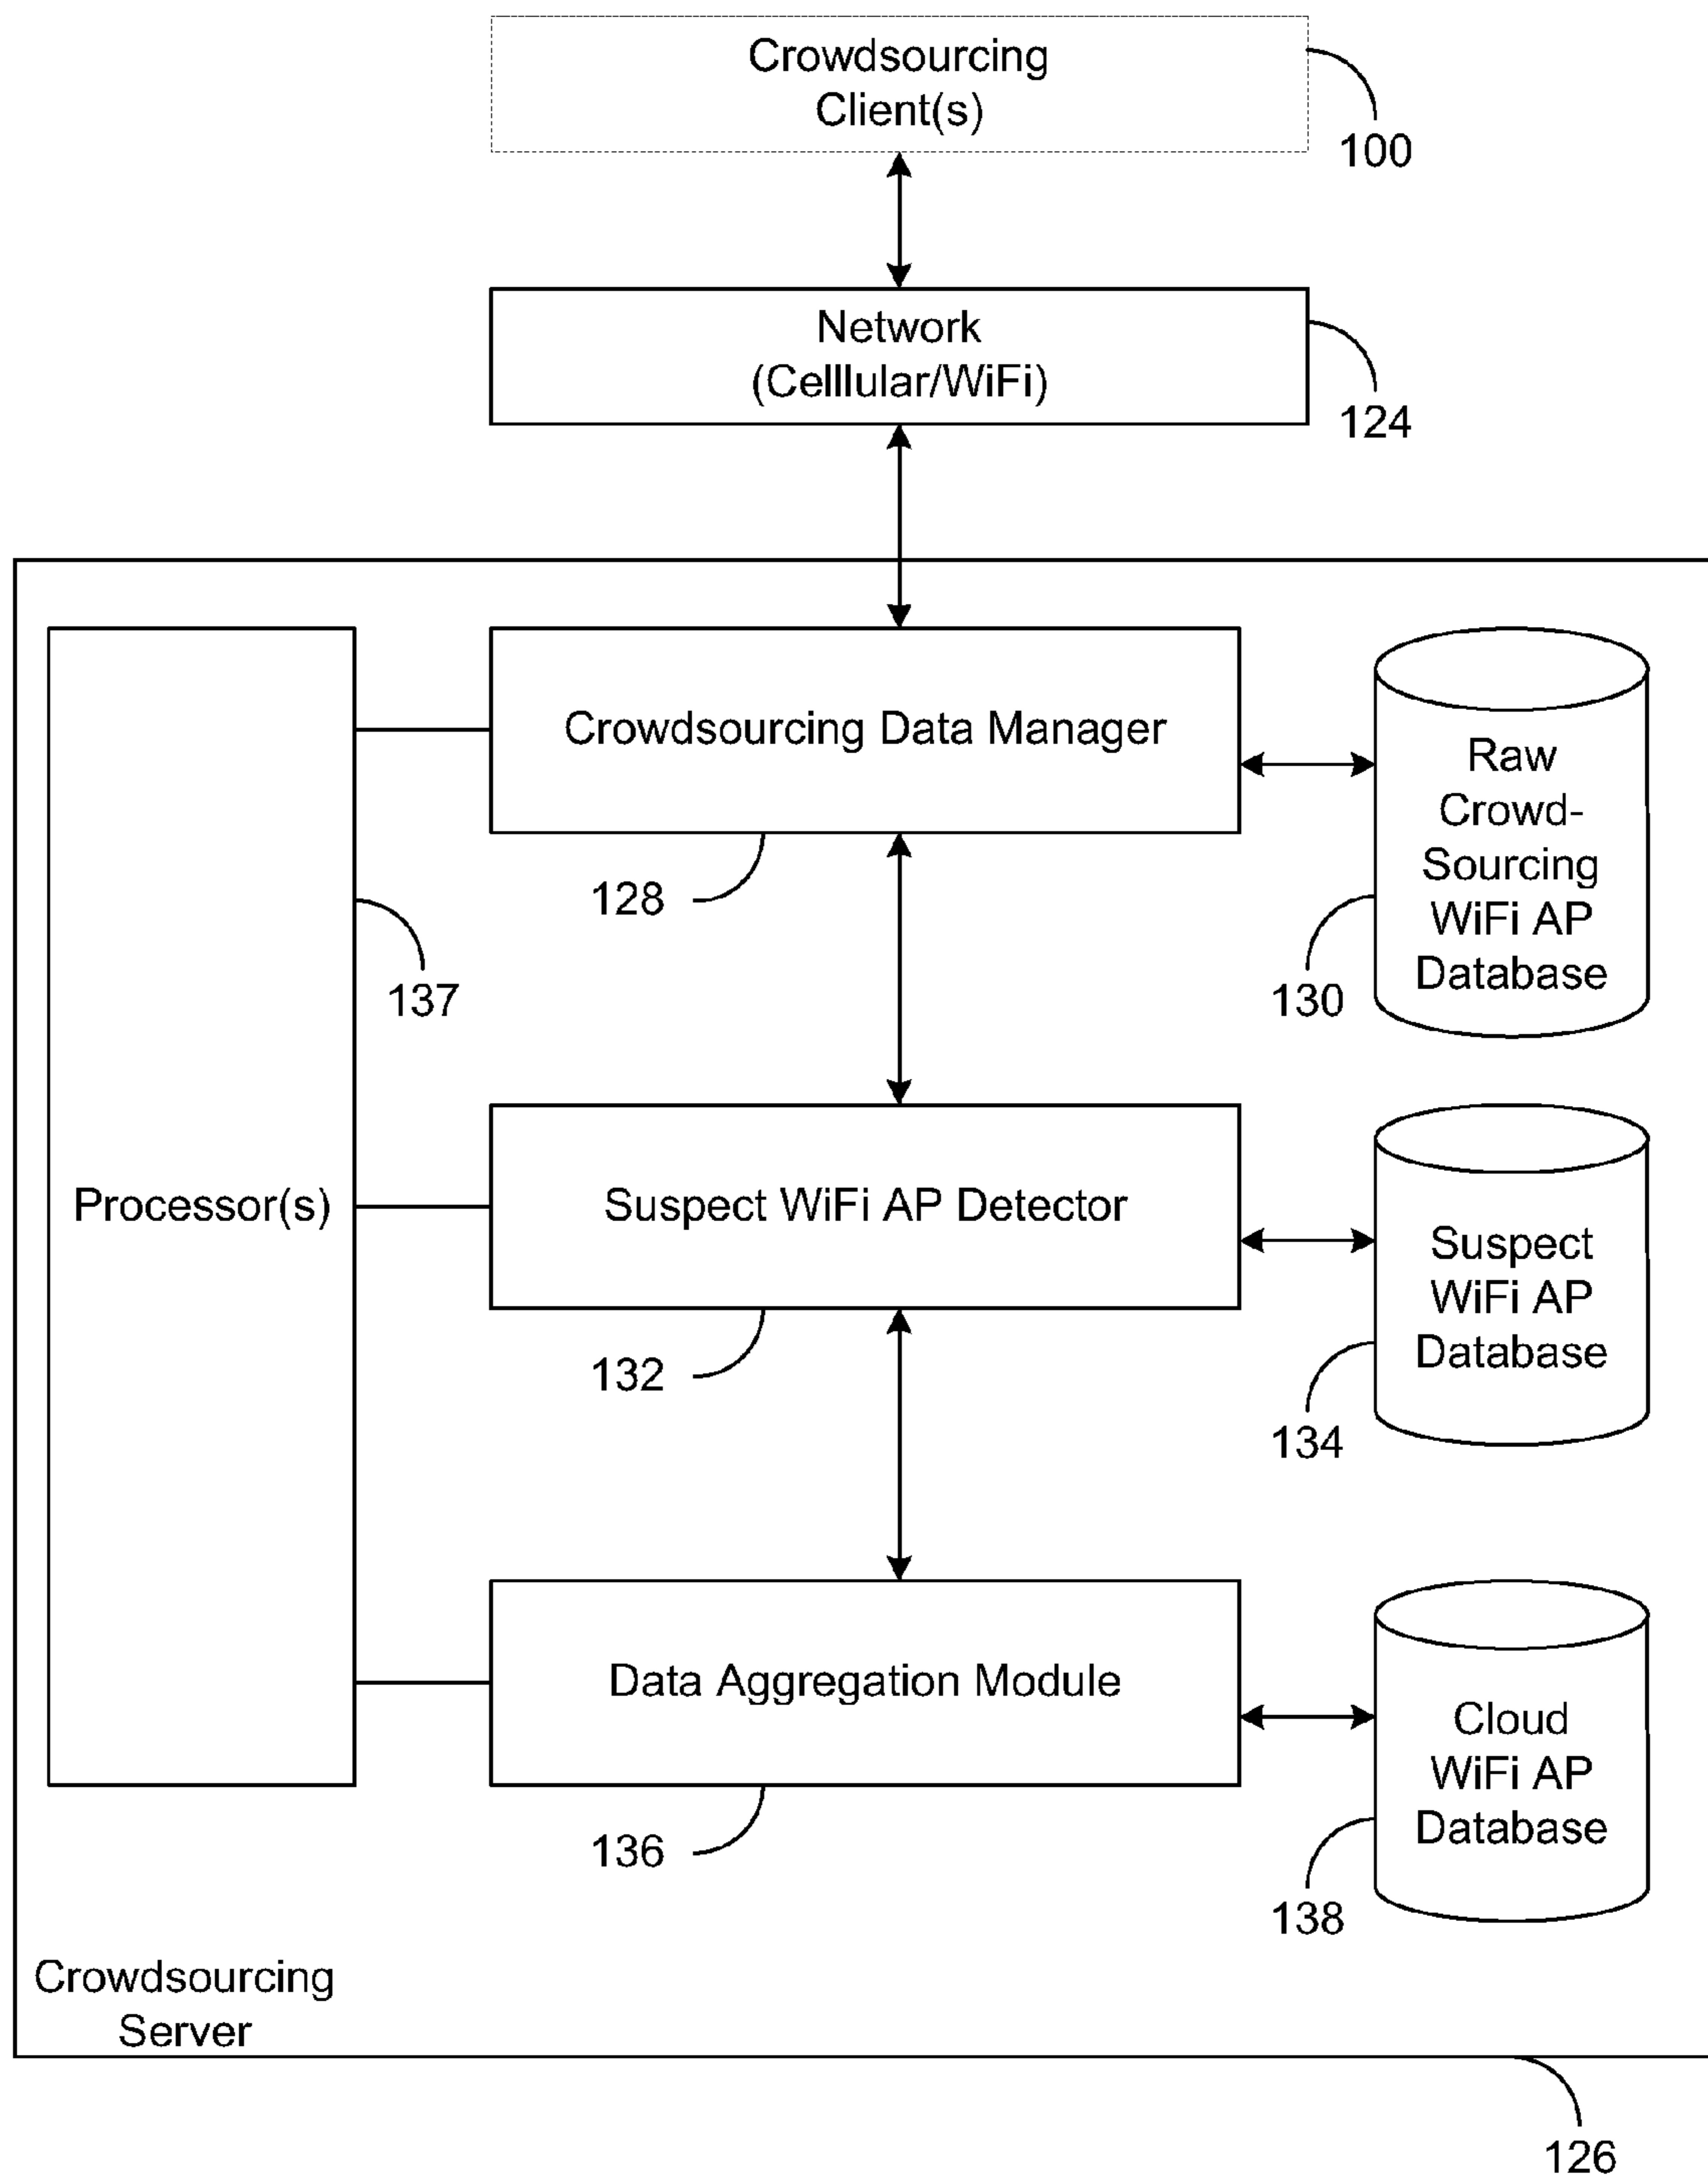 Crowdsourcing
Client(s)
100
Network
(Celllular/WiFi)
124
Crowdsourcing Data Manager
128
Raw
Crowd-
Sourcing
WiFi AP
Database
130
137
Processor(s)
Suspect WiFi AP Detector
132
Suspect
WiFi AP
Database
134
Data Aggregation Module
136
Cloud
WiFi AP
Database
138
Crowdsourcing
Server
126